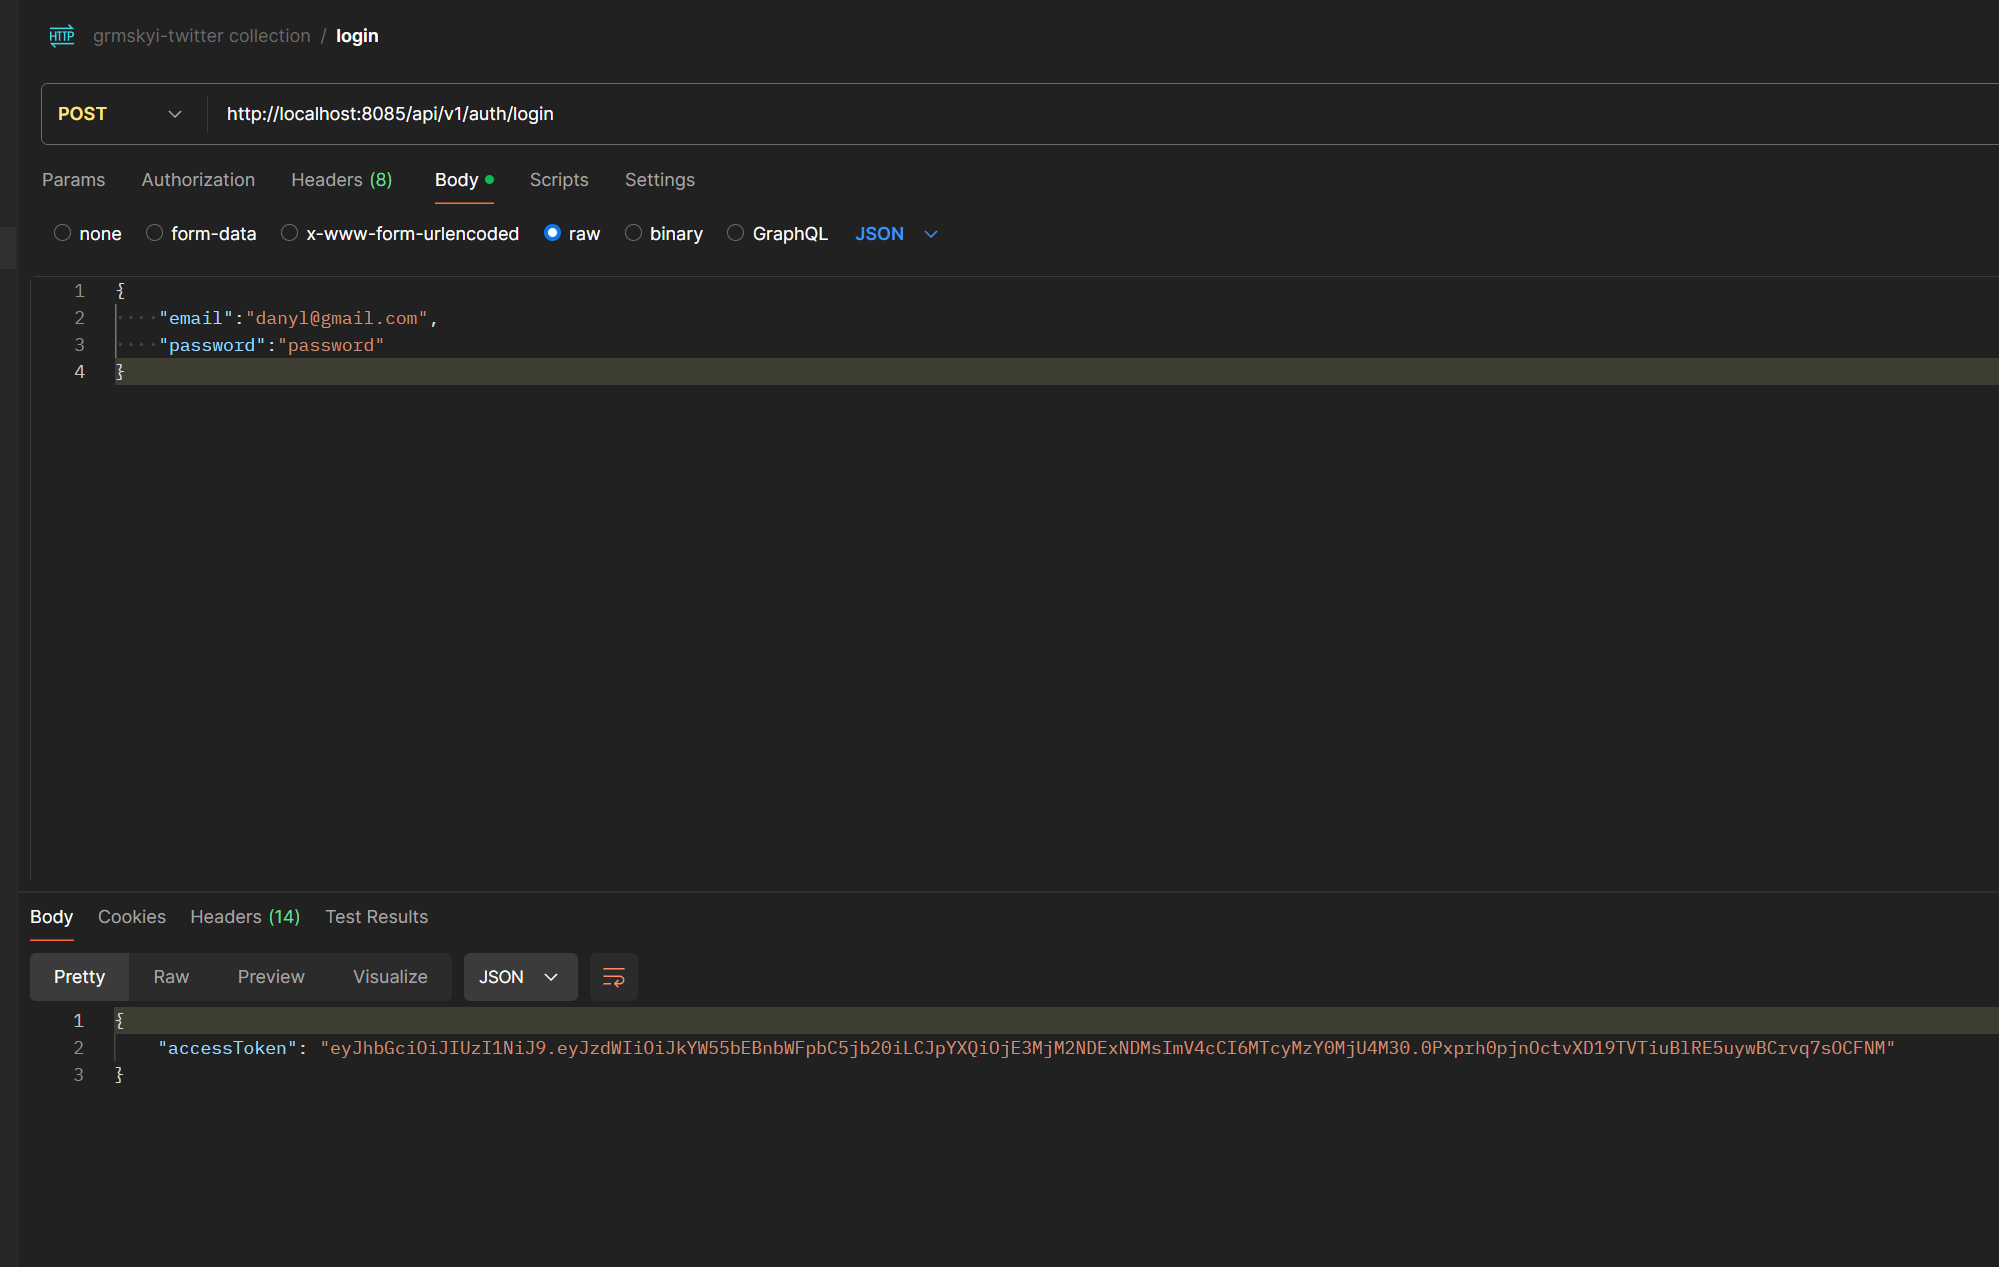 HTTP grmskyi-twitter collection / login
POST http://localhost:8085/api/v1/auth/login
Params Authorization Headers (8) Body Scripts Settings
none form-data x-www-form-urlencoded raw binary GraphQL JSON
1 {
2 "email":"danyl@gmail.com",
3 "password":"password"
4 }
Body Cookies Headers (14) Test Results
Pretty Raw Preview Visualize JSON
1 {
2 "accessToken": "eyJhbGciOiJIUzI1NiJ9.eyJzdWIiOiJkYW55bEBnbWFpbC5jb20iLCJpYXQiOjE3MjM2NDExNDMsImV4cCI6MTcyMzY0MjU4M30.0Pxprh0pjnOctvXD19TVTiuBlRE5uywBCrvq7sOCFNM"
3 }